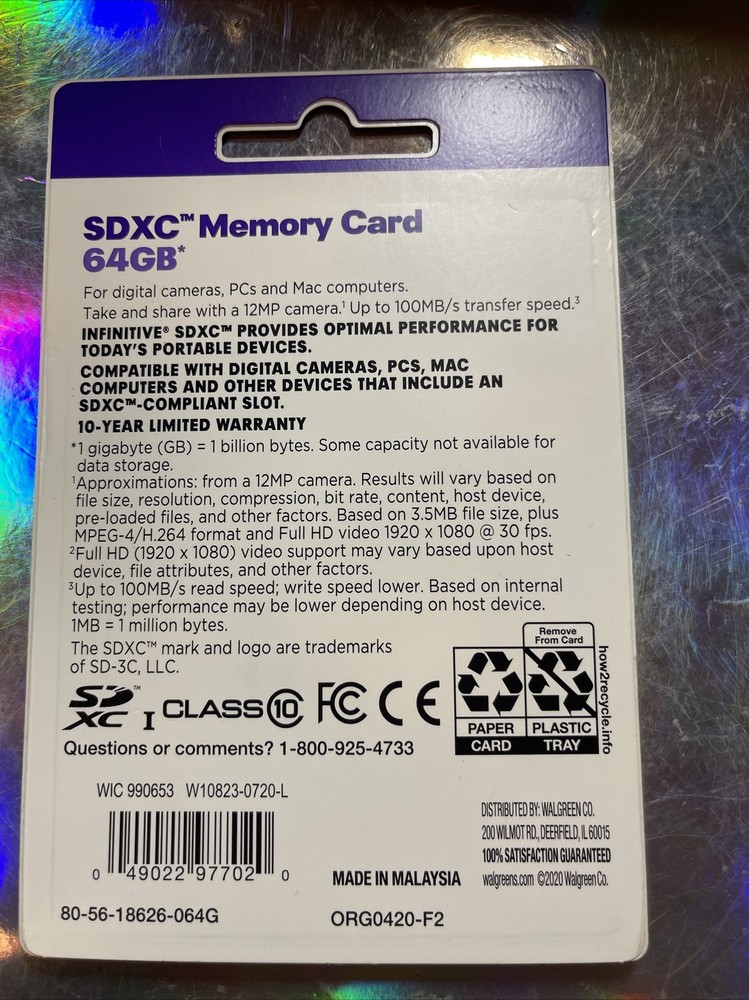 SDXC™ Memory Card
64GB*
For digital cameras, PCs and Mac computers.
Take and share with a 12MP camera.¹ Up to 100MB/s transfer speed.³
INFINITIVE® SDXC™ PROVIDES OPTIMAL PERFORMANCE FOR
TODAY'S PORTABLE DEVICES.
COMPATIBLE WITH DIGITAL CAMERAS, PCS, MAC
COMPUTERS AND OTHER DEVICES THAT INCLUDE AN
SDXC™-COMPLIANT SLOT.
10-YEAR LIMITED WARRANTY
*1 gigabyte (GB) = 1 billion bytes. Some capacity not available for
data storage.
¹Approximations: from a 12MP camera. Results will vary based on
file size, resolution, compression, bit rate, content, host device,
pre-loaded files, and other factors. Based on 3.5MB file size, plus
MPEG-4/H.264 format and Full HD video 1920 x 1080 @ 30 fps.
²Full HD (1920 x 1080) video support may vary based upon host
device, file attributes, and other factors.
³Up to 100MB/s read speed; write speed lower. Based on internal
testing; performance may be lower depending on host device.
1MB = 1 million bytes.
The SDXC™ mark and logo are trademarks
of SD-3C, LLC.
SD™
XC I CLASS 10 FC CE
Remove
From Card
PAPER PLASTIC
CARD TRAY
how2recycle.info
Questions or comments? 1-800-925-4733
WIC 990653 W10823-0720-L
0 49022 97702 0
80-56-18626-064G
MADE IN MALAYSIA
ORG0420-F2
DISTRIBUTED BY: WALGREEN CO.
200 WILMOT RD., DEERFIELD, IL 60015
100% SATISFACTION GUARANTEED
walgreens.com ©2020 Walgreen Co.